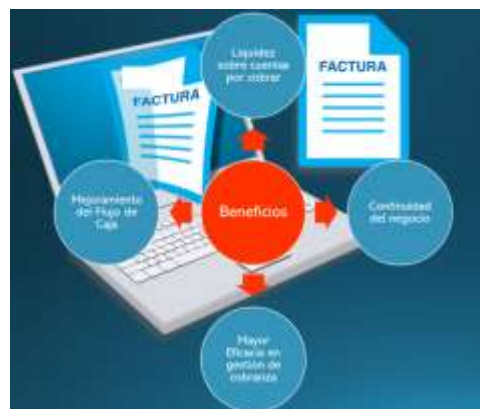 Liquidez
sobre cuentas
por cobrar
FACTURA
FACTURA
Mejoramiento
del Flujo de
Caja
Beneficios
Continuidad
del negocio
Mayor
Eficacia en
gestión de
cobranza